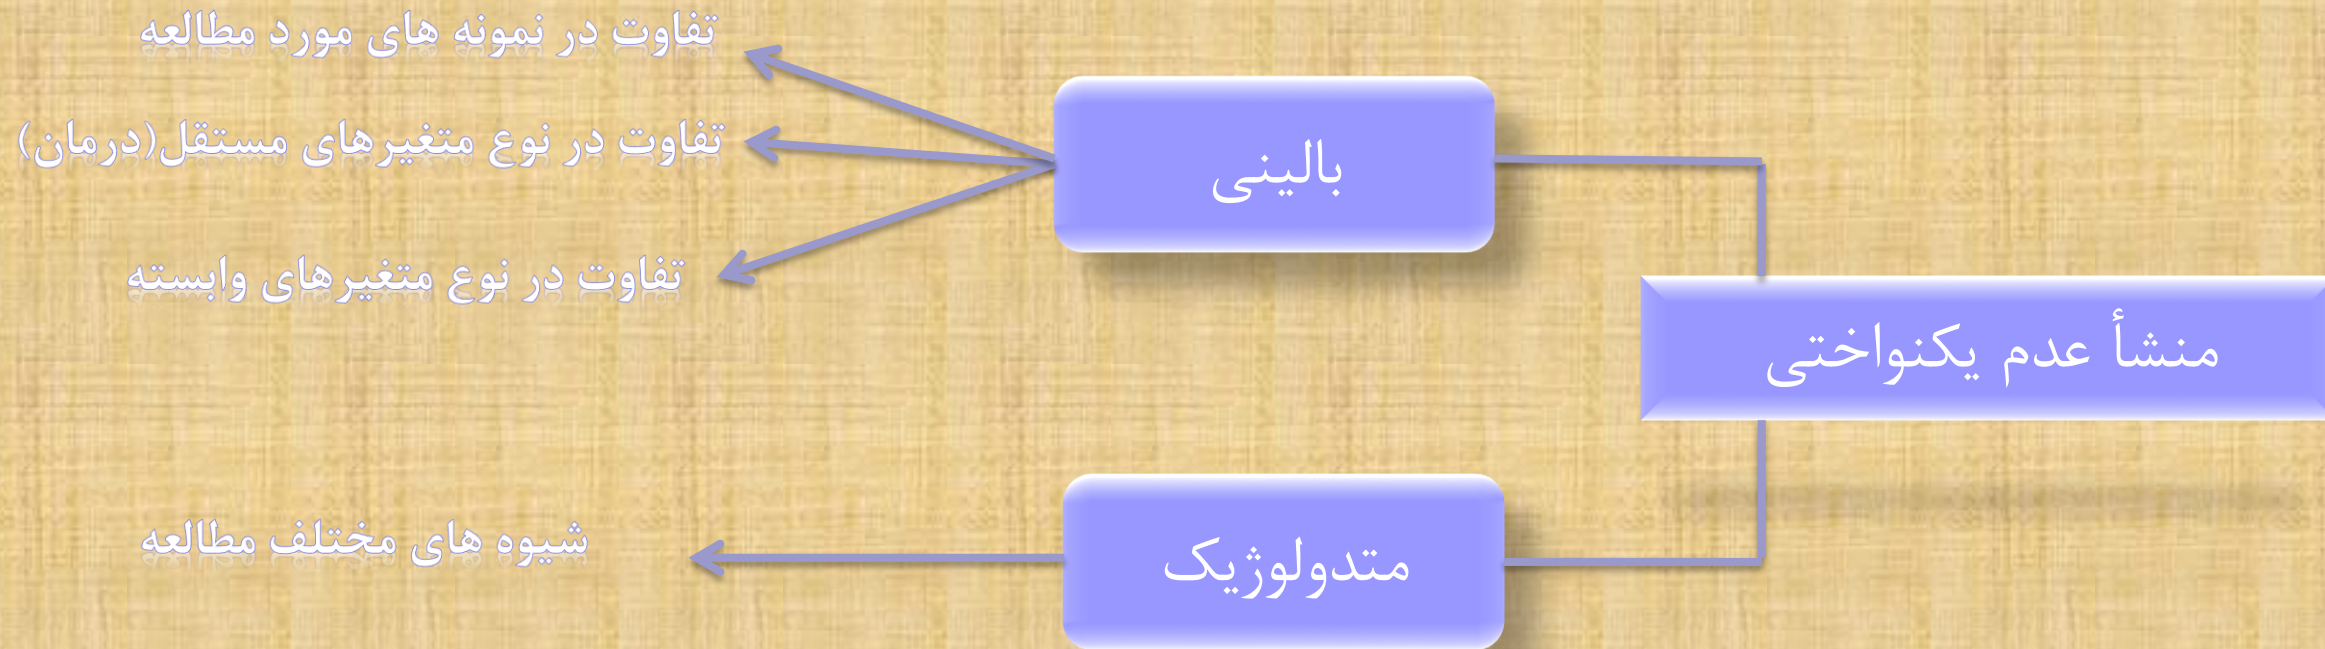 منشأ عدم یکنواختی
بالینی
تفاوت در نمونه های مورد مطالعه
تفاوت در نوع متغیرهای مستقل(درمان)
تفاوت در نوع متغیرهای وابسته
متدولوژیک
شیوه های مختلف مطالعه